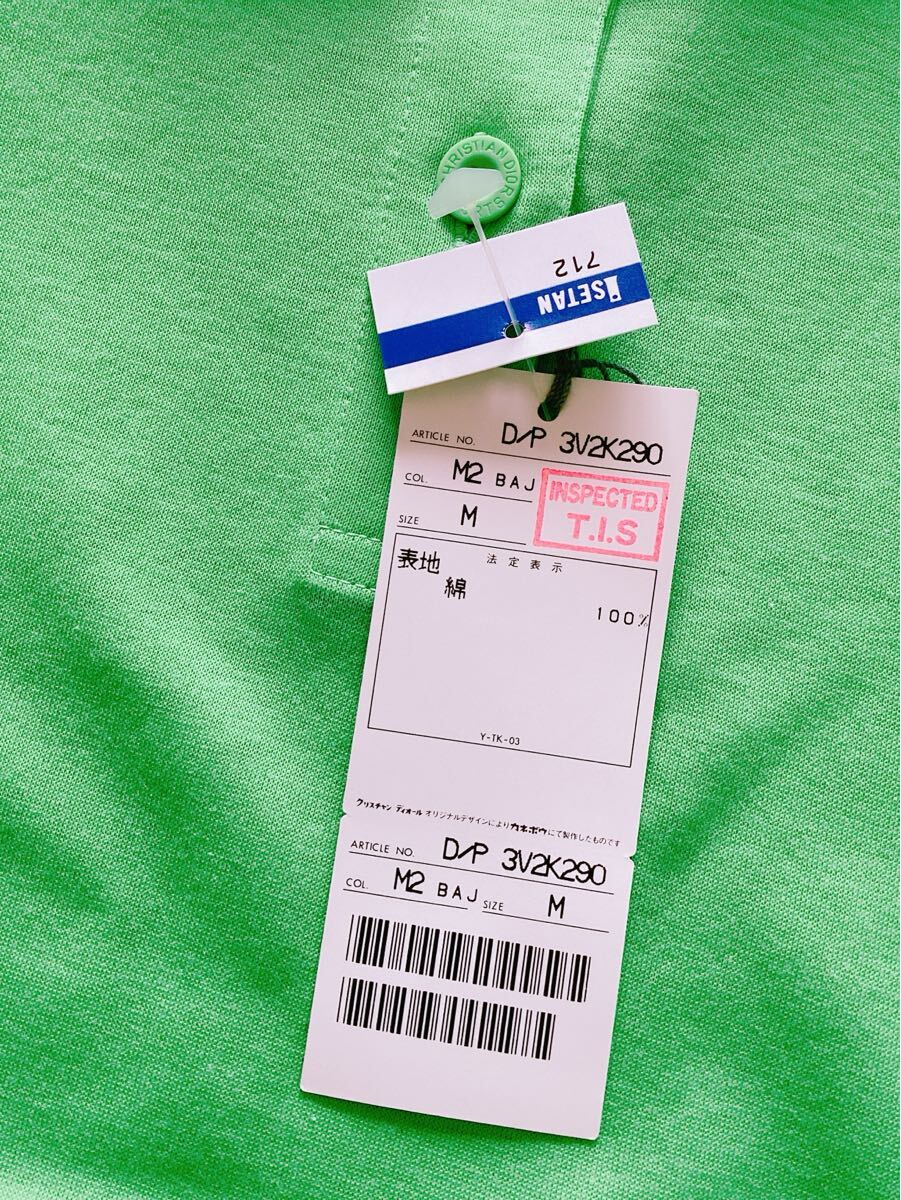 CHRISTIAN DIOR
712
iSETAN
ARTICLE NO. D/P 3V2K290
COL. M2 BAJ
INSPECTED
T.I.S
SIZE M
法定表示
表地
綿
100%
Y-TK-03
クリスチャン ディオール オリジナルデザインにより カネボウ にて製作したものです
ARTICLE NO. D/P 3V2K290
COL. M2 BAJ SIZE M